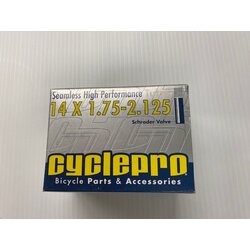 Seamless High Performance
14 X 1.75-2.125
Schrader Valve
cyclepro
Bicycle Parts & Accessories